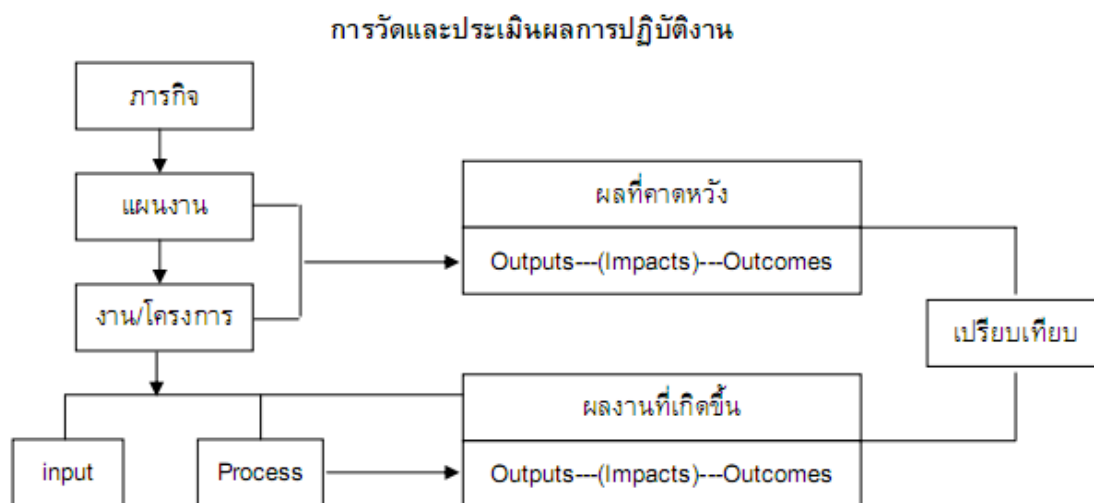 การวัดและประเมินผลการปฏิบัติงาน
ภารกิจ
แผนงาน
งาน/โครงการ
input
Process
ผลที่คาดหวัง
Outputs---(Impacts)---Outcomes
ผลงานที่เกิดขึ้น
Outputs---(Impacts)---Outcomes
เปรียบเทียบ